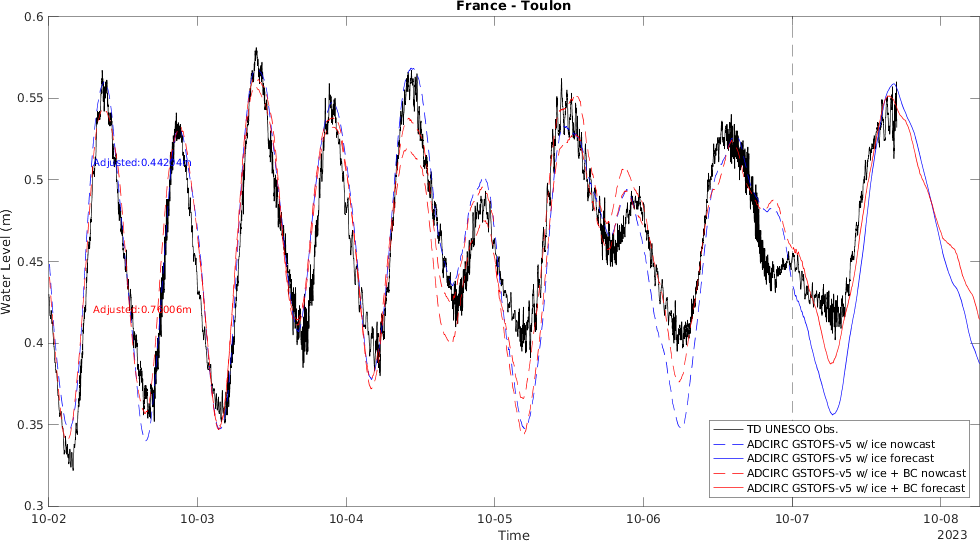 France - Toulon
0.6
0.55
0.5
0.45
0.4
0.35
0.3
Water Level (m)
Adjusted:0.44204m
Adjusted:0.76006m
TD UNESCO Obs.
ADCIRC GSTOFS-v5 w/ ice nowcast
ADCIRC GSTOFS-v5 w/ ice forecast
ADCIRC GSTOFS-v5 w/ ice + BC nowcast
ADCIRC GSTOFS-v5 w/ ice + BC forecast
10-02 10-03 10-04 10-05 10-06 10-07 10-08
Time
2023